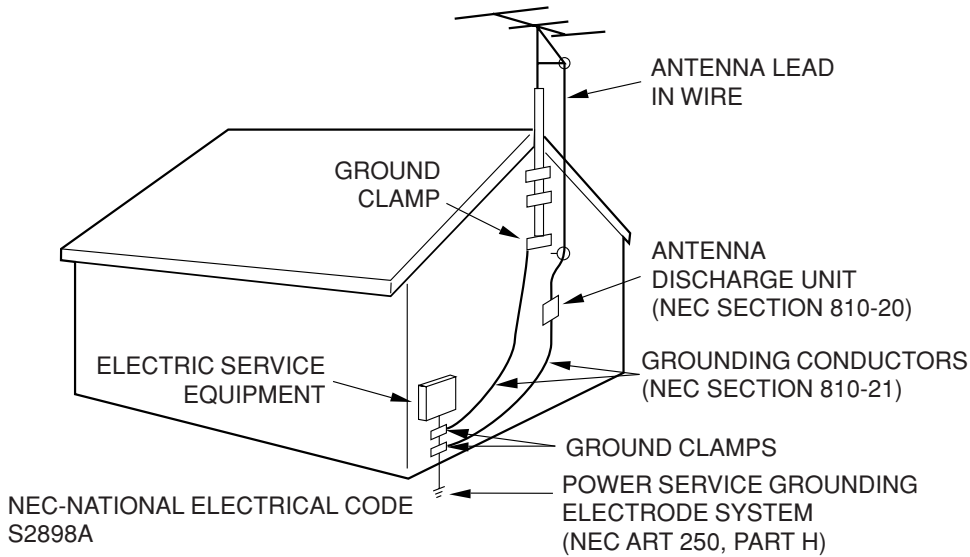 ANTENNA LEAD
IN WIRE
GROUND
CLAMP
ANTENNA
DISCHARGE UNIT
(NEC SECTION 810-20)
ELECTRIC SERVICE
EQUIPMENT
GROUNDING CONDUCTORS
(NEC SECTION 810-21)
GROUND CLAMPS
POWER SERVICE GROUNDING
ELECTRODE SYSTEM
(NEC ART 250, PART H)
NEC-NATIONAL ELECTRICAL CODE
S2898A